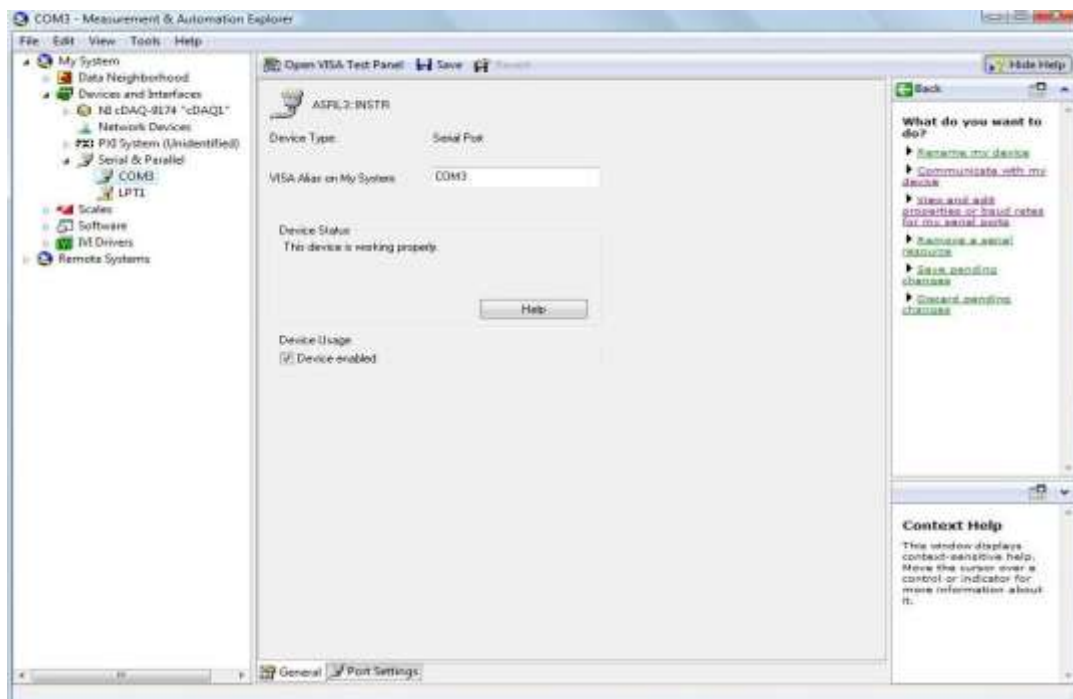 COM3 - Measurement & Automation Explorer
File Edit View Tools Help
My System
Data Neighborhood
Devices and Interfaces
NI cDAQ-9174 "cDAQ1"
Network Devices
PXI System (Unidentified)
Serial & Parallel
COM3
LPT1
Scales
Software
IVI Drivers
Remote Systems
Open VISA Test Panel Save
ASRL3::INSTR
Device Type: Serial Port
VISA Alias on My System COM3
Device Status
This device is working properly.
Help
Device Usage
Device enabled
General Port Settings
Hide Help
Back
What do you want to
do?
Rename my device
Communicate with my
device
View and edit
properties or baud rates
for my serial ports
Remove a serial
resource
Save pending
changes
Discard pending
changes
Context Help
This window displays
context-sensitive help.
Move the cursor over a
control or indicator for
more information about
it.